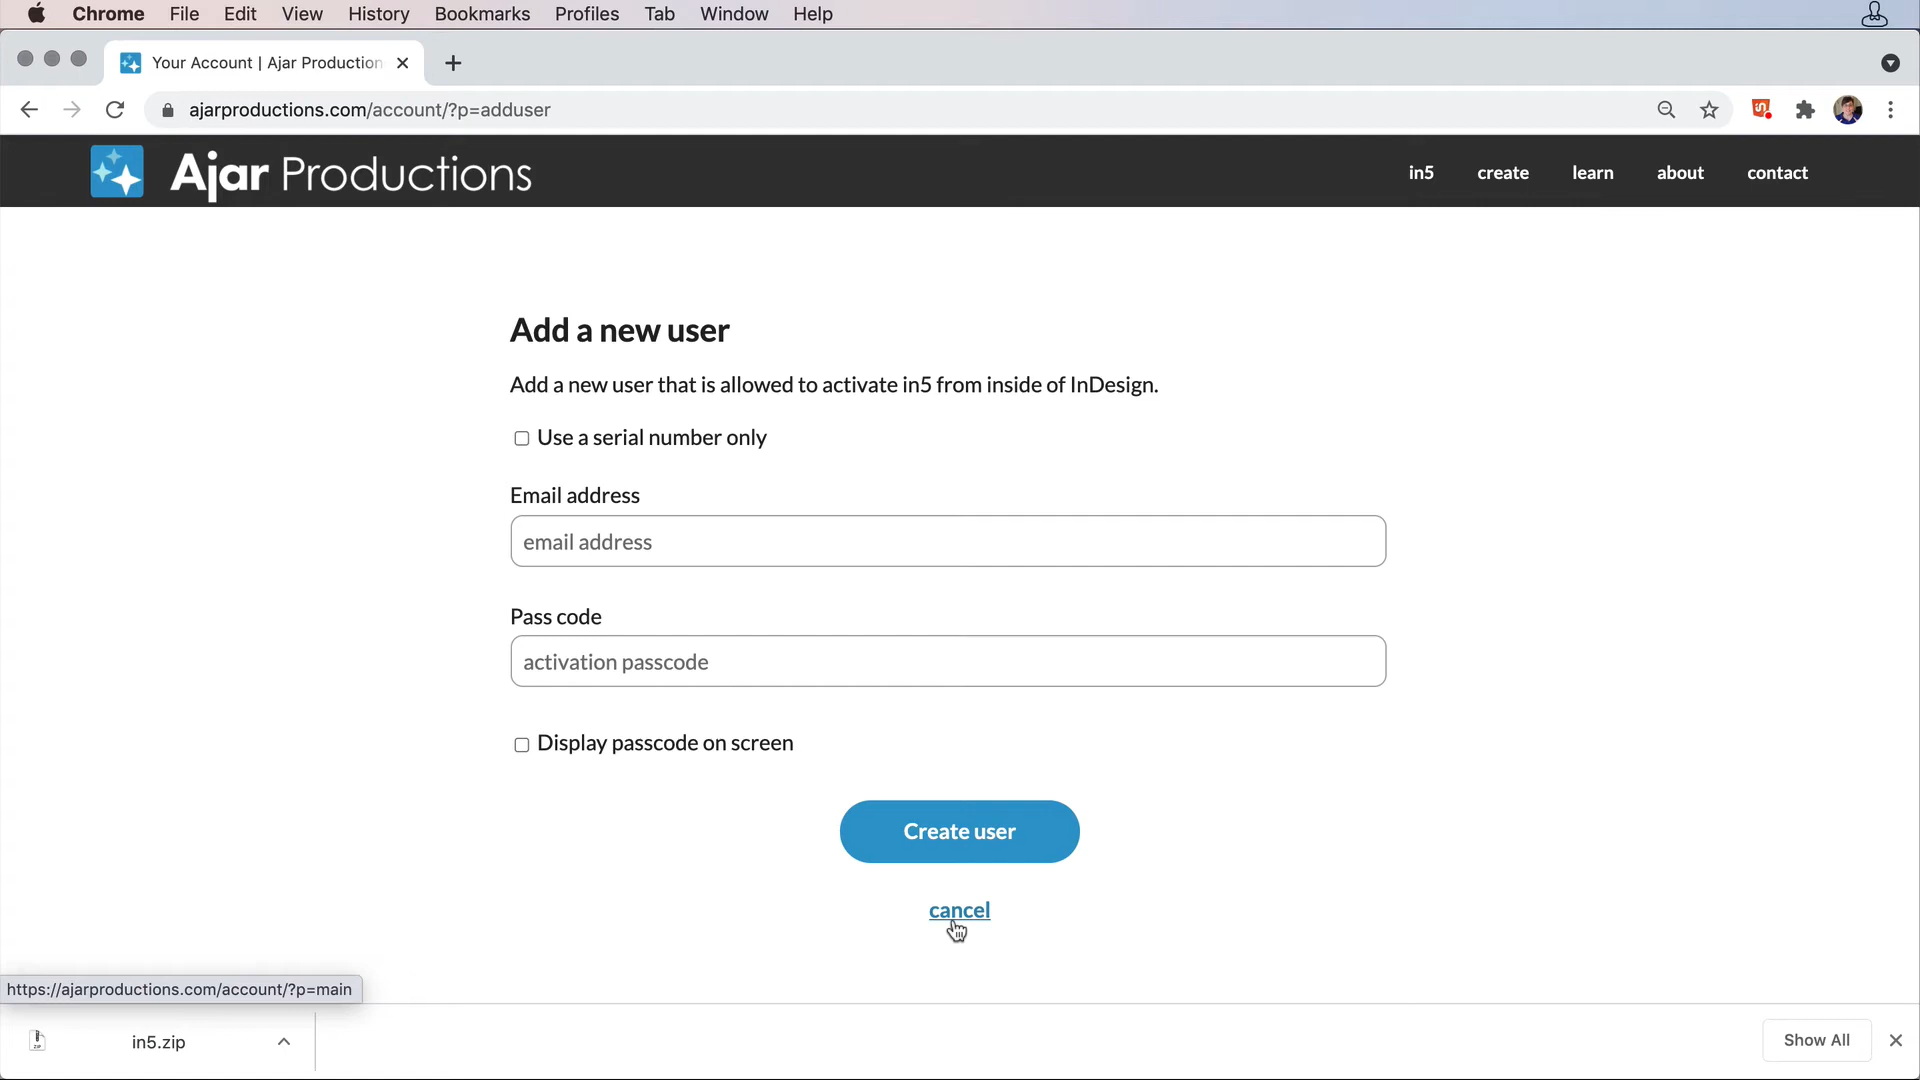 Chrome File Edit View History Bookmarks Profiles Tab Window Help
Your Account | Ajar Production
ajarproductions.com/account/?p=adduser
Ajar Productions
in5 create learn about contact
Add a new user
Add a new user that is allowed to activate in5 from inside of InDesign.
Use a serial number only
Email address
email address
Pass code
activation passcode
Display passcode on screen
Create user
cancel
https://ajarproductions.com/account/?p=main
in5.zip
Show All